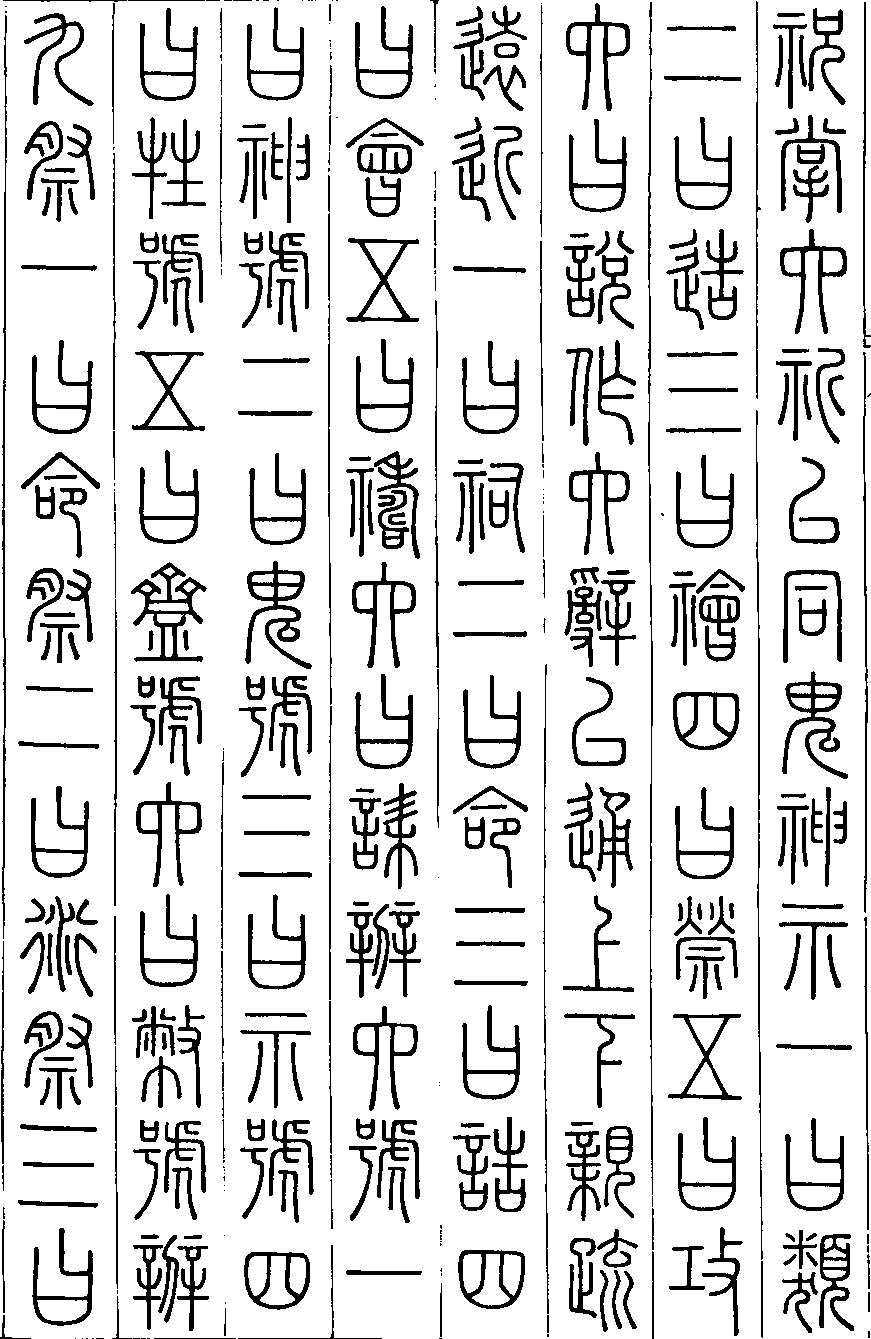 祝掌六祈以同鬼神示一曰類
二曰造三曰禬四曰禜五曰攻
六曰說作六辭以通上下親疏
遠近一曰祠二曰命三曰誥四
曰會五曰禱六曰誄辨六號一
曰神號二曰鬼號三曰示號四
曰牲號五曰齍號六曰幣號辨
九祭一曰命祭二曰衍祭三曰